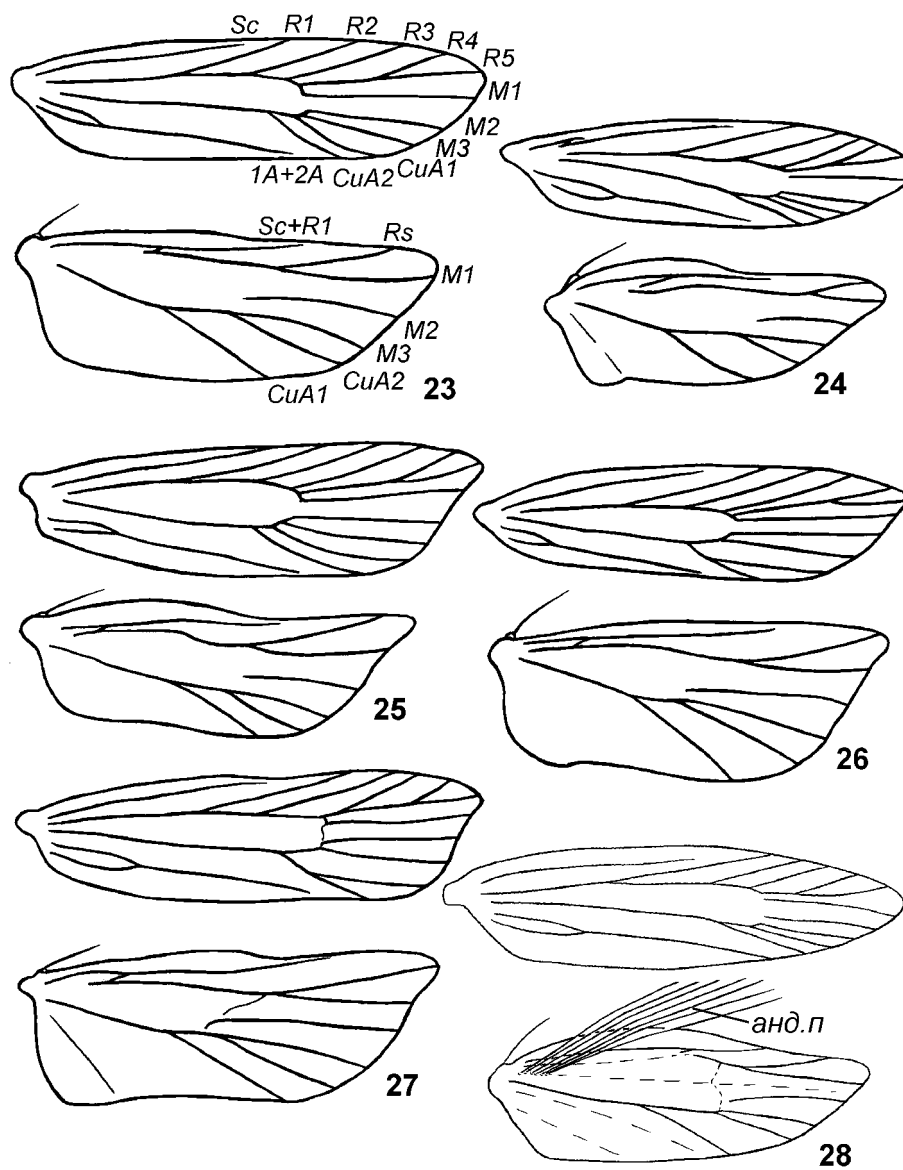 Sc R1 R2 R3 R4 R5
M1
M2
M3
CuA1
CuA2
1A+2A
Sc+R1 Rs
M1
M2
M3
CuA2
CuA1
23
24
25
26
27
анд.п
28